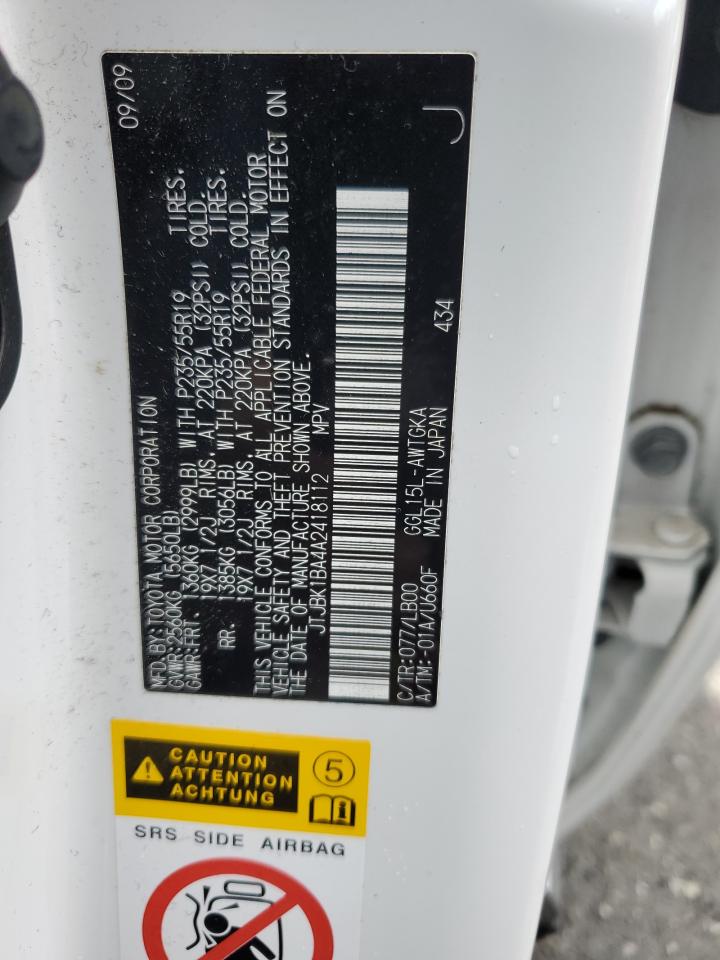 MFD.BY:TOYOTA MOTOR CORPORATION 09/09
GVWR:2560KG (5650LB)
GAWR:FRT. 1360KG (2999LB) WITH P235/55R19 TIRES.
19X7 1/2J RIMS, AT 220KPA (32PSI) COLD.
RR. 1385KG (3056LB) WITH P235/55R19 TIRES.
19X7 1/2J RIMS, AT 220KPA (32PSI) COLD.
THIS VEHICLE CONFORMS TO ALL APPLICABLE FEDERAL MOTOR
VEHICLE SAFETY AND THEFT PREVENTION STANDARDS IN EFFECT ON
THE DATE OF MANUFACTURE SHOWN ABOVE.
JTJBK1BA4A2418112 MPV
C/TR:077/LB00 GGL15L-AWTGKA
A/TM:-01A/U660F MADE IN JAPAN 434 J
CAUTION
ATTENTION
ACHTUNG
5
i
SRS SIDE AIRBAG